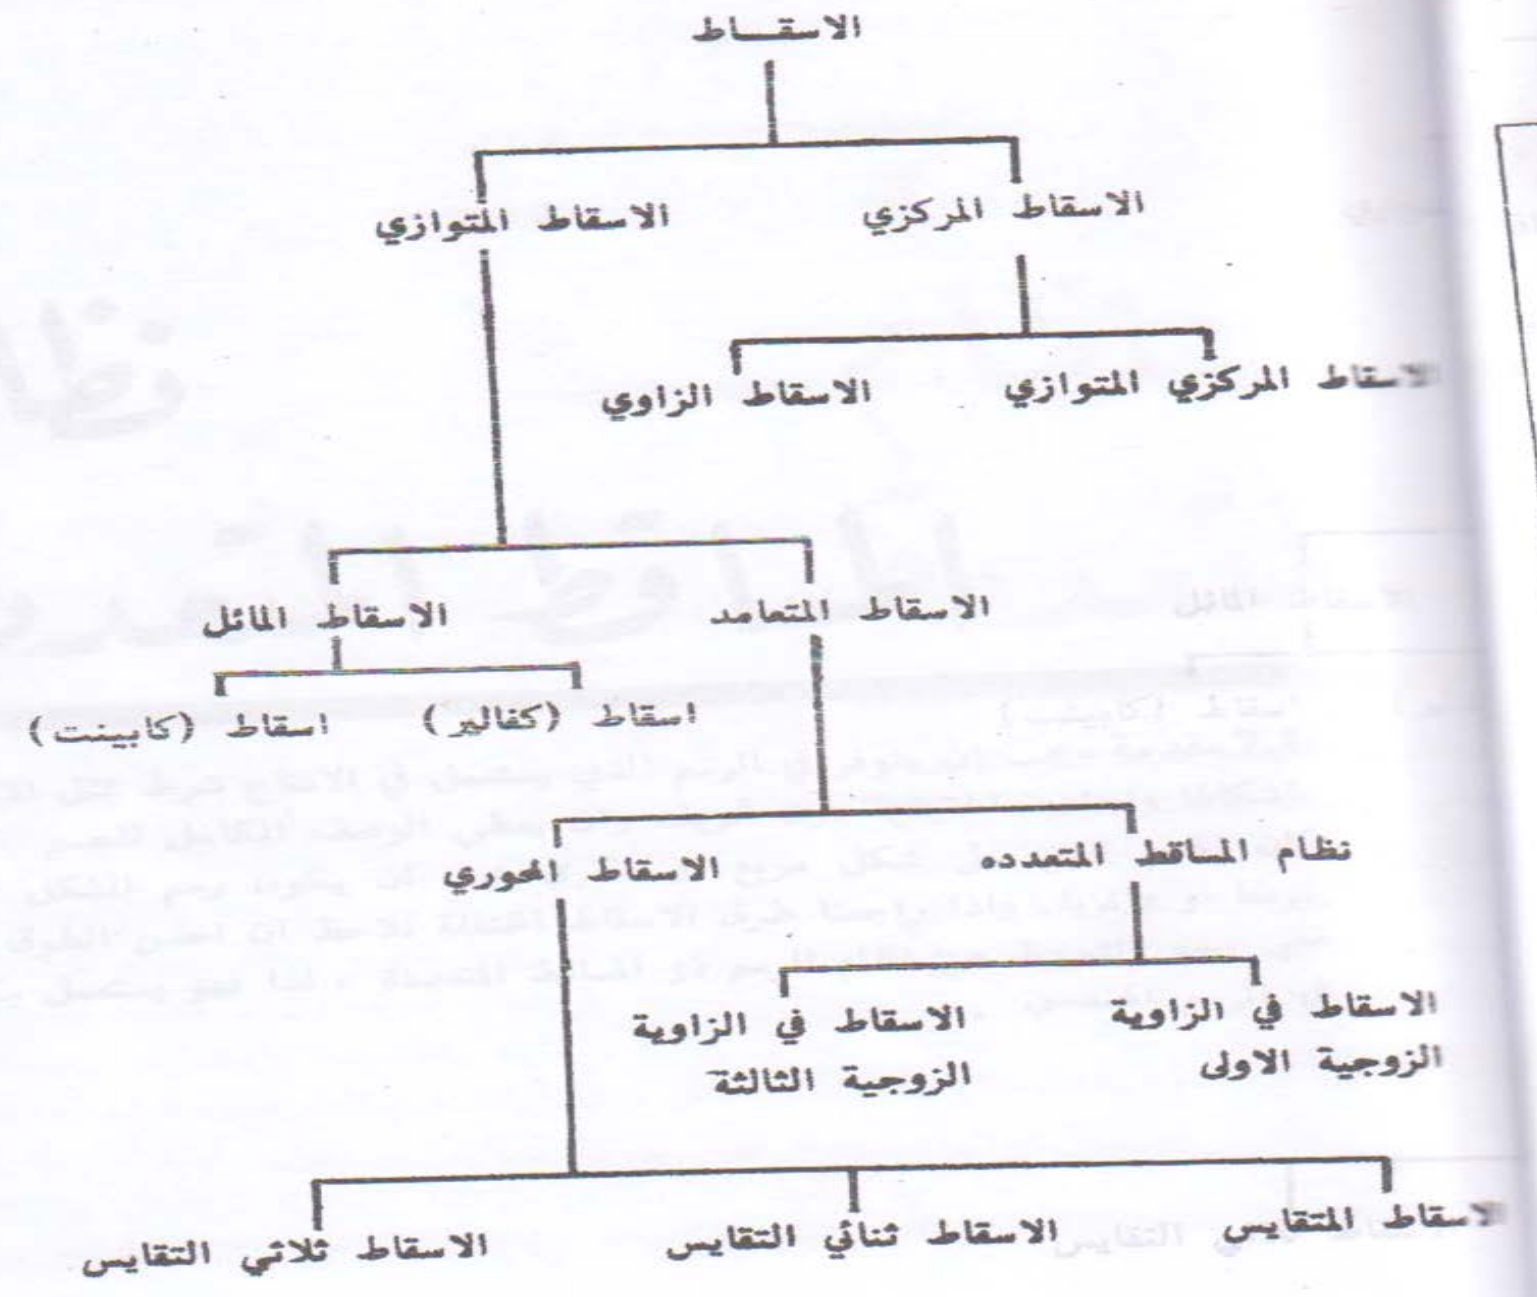 الاسقـــاط
الاسقاط المركزي
الاسقاط المتوازي
الاسقاط المركزي المتوازي
الاسقاط الزاوي
الاسقاط المتعامد
الاسقاط المائل
اسقاط (كفالير)
اسقاط (كابينت)
نظام المساقط المتعدده
الاسقاط المحوري
الاسقاط في الزاوية
الزوجية الاولى
الاسقاط في الزاوية
الزوجية الثالثة
الاسقاط المتقايس
الاسقاط ثنائي التقايس
الاسقاط ثلاثي التقايس